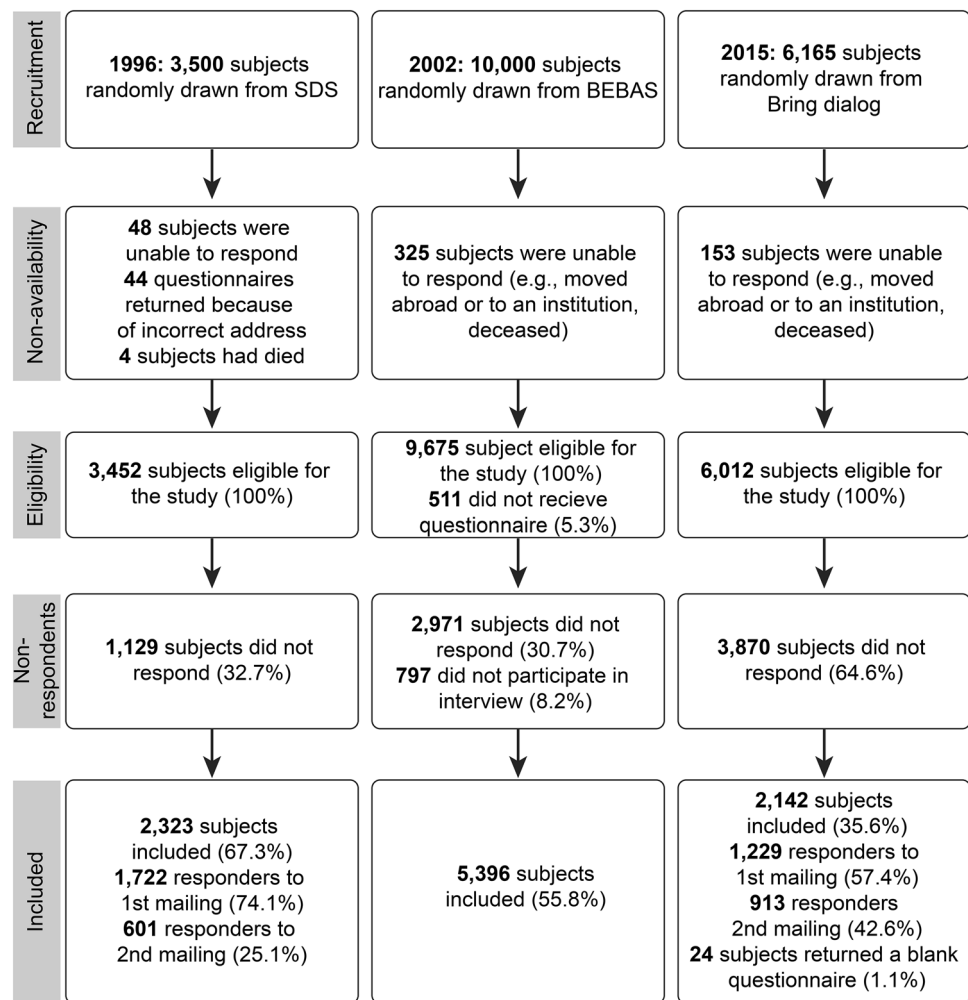 Recruitment
1996: 3,500 subjects
randomly drawn from SDS
2002: 10,000 subjects
randomly drawn from BEBAS
2015: 6,165 subjects
randomly drawn from
Bring dialog
Non-availability
48 subjects were
unable to respond
44 questionnaires
returned because
of incorrect address
4 subjects had died
325 subjects were unable
to respond (e.g., moved
abroad or to an institution,
deceased)
153 subjects were unable
to respond (e.g., moved
abroad or to an institution,
deceased)
Eligibility
3,452 subjects eligible for
the study (100%)
9,675 subject eligible for
the study (100%)
511 did not recieve
questionnaire (5.3%)
6,012 subjects eligible for
the study (100%)
Non-
respondents
1,129 subjects did not
respond (32.7%)
2,971 subjects did not
respond (30.7%)
797 did not participate in
interview (8.2%)
3,870 subjects did not
respond (64.6%)
Included
2,323 subjects
included (67.3%)
1,722 responders to
1st mailing (74.1%)
601 responders to
2nd mailing (25.1%)
5,396 subjects
included (55.8%)
2,142 subjects
included (35.6%)
1,229 responders to
1st mailing (57.4%)
913 responders
2nd mailing (42.6%)
24 subjects returned a blank
questionnaire (1.1%)